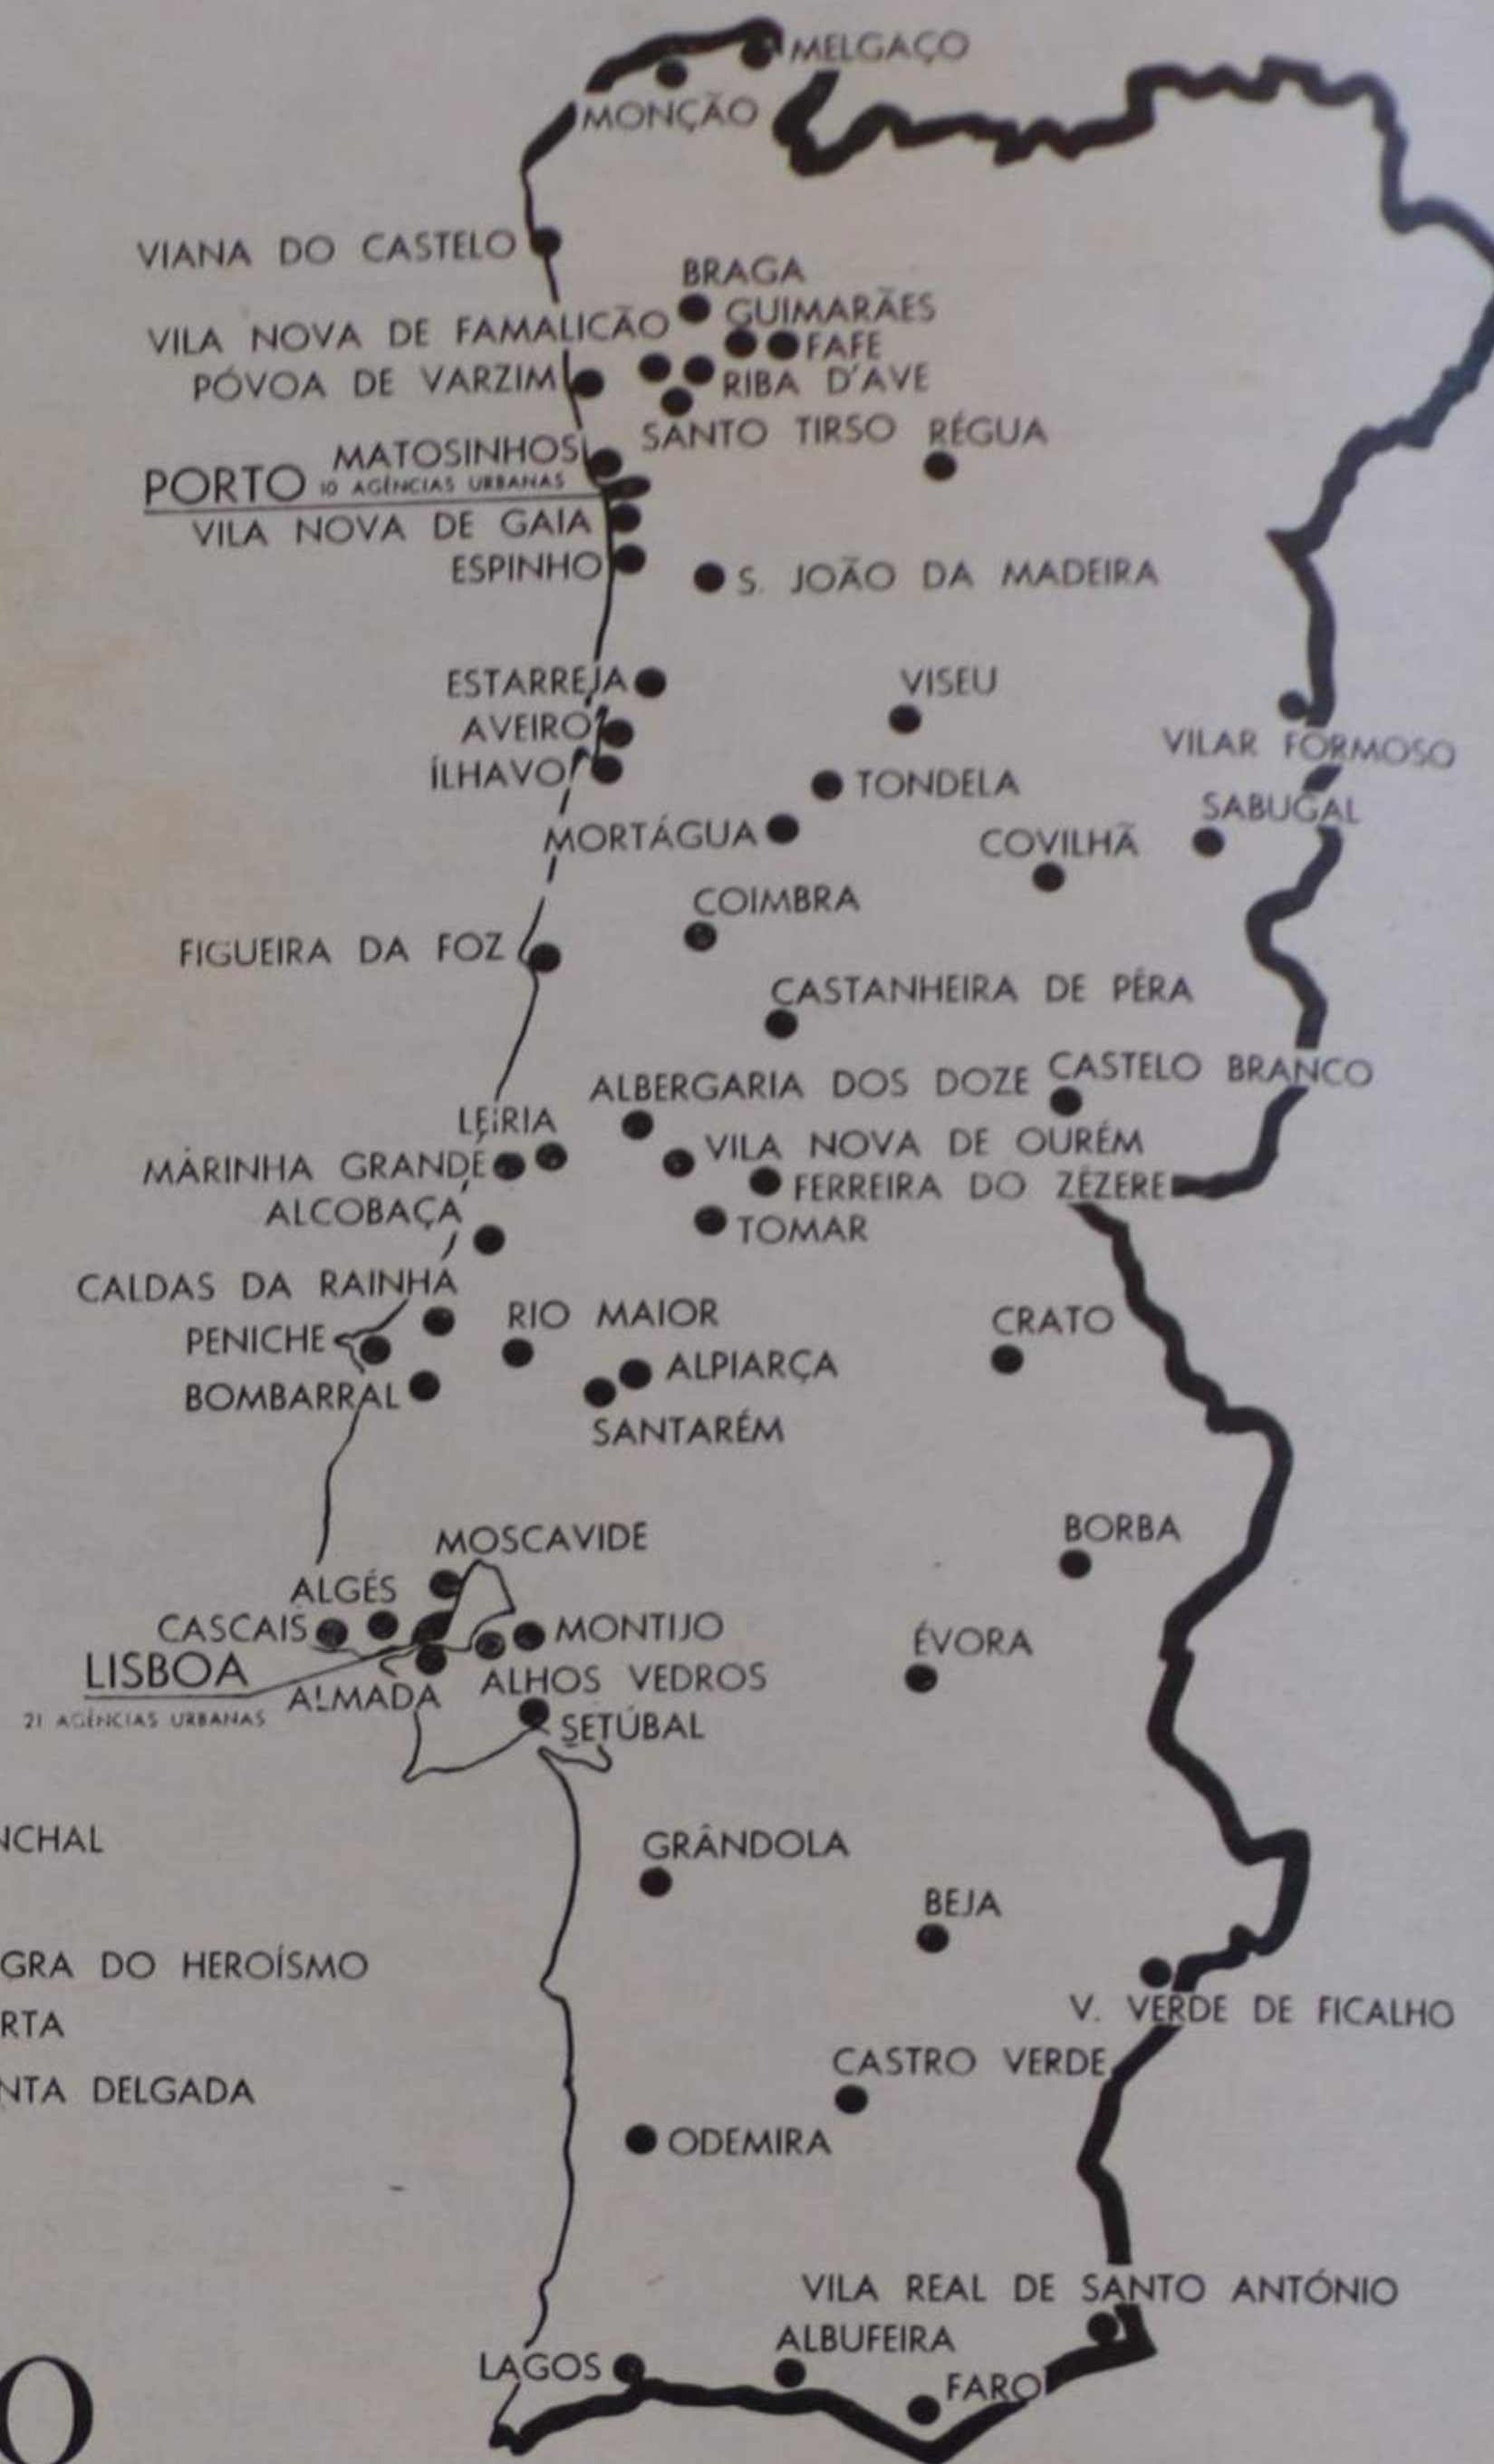 MELGAÇO
MONÇÃO
VIANA DO CASTELO
BRAGA
GUIMARÃES
VILA NOVA DE FAMALICÃO
FAFE
PÓVOA DE VARZIM
RIBA D'AVE
SANTO TIRSO
RÉGUA
MATOSINHOS
PORTO 10 AGÊNCIAS URBANAS
VILA NOVA DE GAIA
ESPINHO
S. JOÃO DA MADEIRA
ESTARREJA
VISEU
AVEIRO
VILAR FORMOSO
ÍLHAVO
TONDELA
SABUGAL
MORTÁGUA
COVILHÃ
COIMBRA
FIGUEIRA DA FOZ
CASTANHEIRA DE PÊRA
ALBERGARIA DOS DOZE
CASTELO BRANCO
LEIRIA
VILA NOVA DE OURÉM
MARINHA GRANDE
FERREIRA DO ZÊZERE
ALCOBAÇA
TOMAR
CALDAS DA RAINHA
RIO MAIOR
CRATO
PENICHE
ALPIARÇA
BOMBARRAL
SANTARÉM
BORBA
MOSCAVIDE
ALGÉS
CASCAIS
MONTIJO
ÉVORA
LISBOA
ALHOS VEDROS
ALMADA
21 AGÊNCIAS URBANAS
SETÚBAL
NCHAL
GRÂNDOLA
BEJA
GRA DO HEROÍSMO
V. VERDE DE FICALHO
RTA
CASTRO VERDE
NTA DELGADA
ODEMIRA
VILA REAL DE SANTO ANTÓNIO
ALBUFEIRA
LAGOS
FARO
O